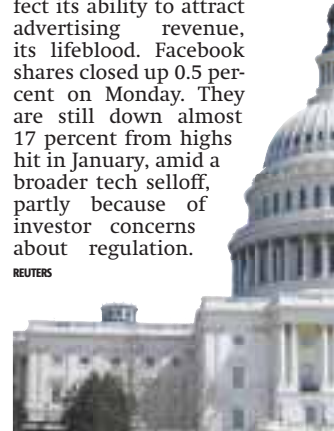 fect its ability to attract
advertising revenue,
its lifeblood. Facebook
shares closed up 0.5 per-
cent on Monday. They
are still down almost
17 percent from highs
hit in January, amid a
broader tech selloff,
partly because of
investor concerns
about regulation.
REUTERS